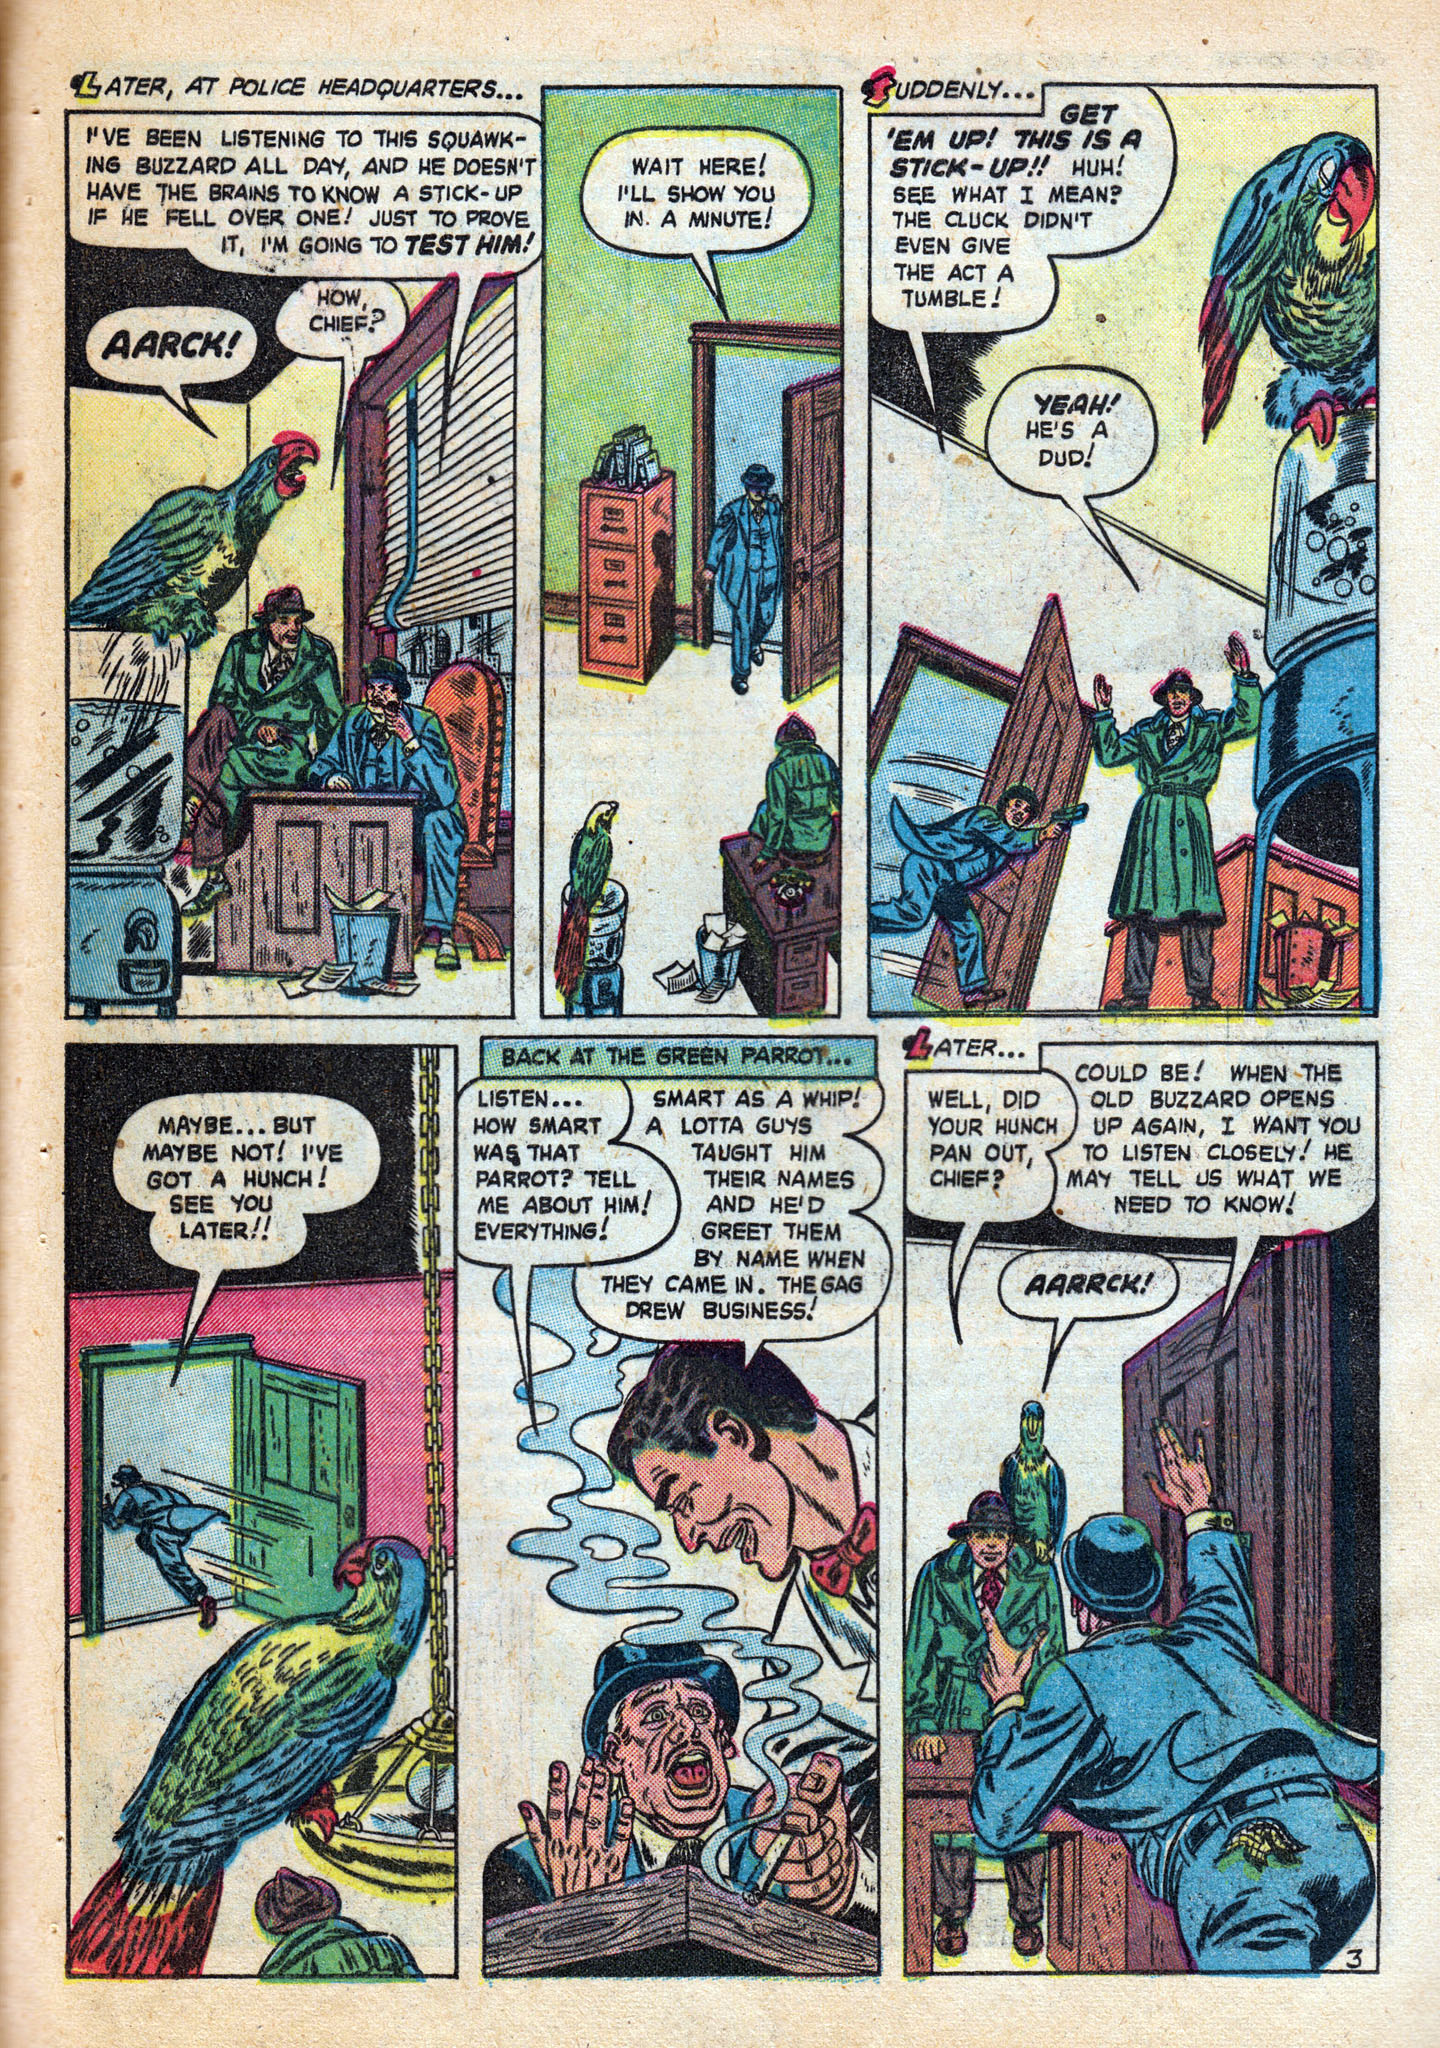 LATER, AT POLICE HEADQUARTERS...
I'VE BEEN LISTENING TO THIS SQUAWK-
ING BUZZARD ALL DAY, AND HE DOESN'T
HAVE THE BRAINS TO KNOW A STICK-UP
IF HE FELL OVER ONE! JUST TO PROVE
IT, I'M GOING TO TEST HIM!
AARCK!
HOW,
CHIEF?
WAIT HERE!
I'LL SHOW YOU
IN A MINUTE!
SUDDENLY...
GET
'EM UP! THIS IS A
STICK-UP!! HUH!
SEE WHAT I MEAN?
THE CLUCK DIDN'T
EVEN GIVE
THE ACT A
TUMBLE!
YEAH!
HE'S A
DUD!
MAYBE... BUT
MAYBE NOT! I'VE
GOT A HUNCH!
SEE YOU
LATER!!
BACK AT THE GREEN PARROT...
LISTEN...
HOW SMART
WAS THAT
PARROT? TELL
ME ABOUT HIM!
EVERYTHING!
SMART AS A WHIP!
A LOTTA GUYS
TAUGHT HIM
THEIR NAMES
AND HE'D
GREET THEM
BY NAME WHEN
THEY CAME IN. THE GAG
DREW BUSINESS!
LATER...
WELL, DID
YOUR HUNCH
PAN OUT,
CHIEF?
COULD BE! WHEN THE
OLD BUZZARD OPENS
UP AGAIN, I WANT YOU
TO LISTEN CLOSELY! HE
MAY TELL US WHAT WE
NEED TO KNOW!
AARRCK!
3